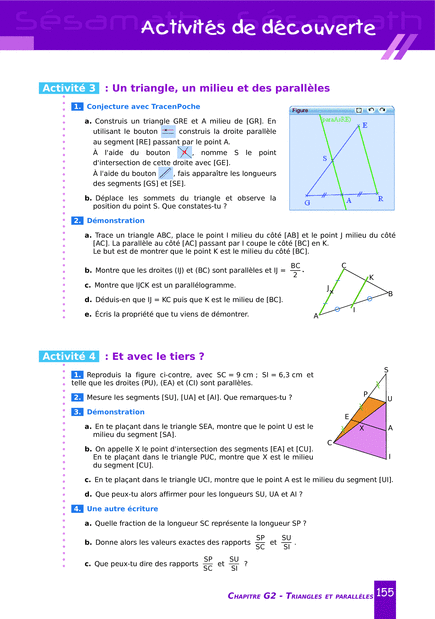 Sésamath
Activités de découverte
Activité 3 : Un triangle, un milieu et des parallèles
1. Conjecture avec TracenPoche
a. Construis un triangle GRE et A milieu de [GR]. En
utilisant le bouton construis la droite parallèle
au segment [RE] passant par le point A.
À l'aide du bouton , nomme S le point
d'intersection de cette droite avec [GE].
À l'aide du bouton , fais apparaître les longueurs
des segments [GS] et [SE].
b. Déplace les sommets du triangle et observe la
position du point S. Que constates-tu ?
Figure
E
S
G
A
R
2. Démonstration
a. Trace un triangle ABC, place le point I milieu du côté [AB] et le point J milieu du côté
[AC]. La parallèle au côté [AC] passant par I coupe le côté [BC] en K.
Le but est de montrer que le point K est le milieu du côté [BC].
b. Montre que les droites (IJ) et (BC) sont parallèles et IJ = BC/2 .
c. Montre que IJCK est un parallélogramme.
d. Déduis-en que IJ = KC puis que K est le milieu de [BC].
e. Écris la propriété que tu viens de démontrer.
C
K
J
B
I
A
Activité 4 : Et avec le tiers ?
1. Reproduis la figure ci-contre, avec SC = 9 cm ; SI = 6,3 cm et
telle que les droites (PU), (EA) et (CI) sont parallèles.
2. Mesure les segments [SU], [UA] et [AI]. Que remarques-tu ?
3. Démonstration
a. En te plaçant dans le triangle SEA, montre que le point U est le
milieu du segment [SA].
b. On appelle X le point d'intersection des segments [EA] et [CU].
En te plaçant dans le triangle PUC, montre que X est le milieu
du segment [CU].
c. En te plaçant dans le triangle UCI, montre que le point A est le milieu du segment [UI].
d. Que peux-tu alors affirmer pour les longueurs SU, UA et AI ?
S
P
U
E
X
A
C
I
4. Une autre écriture
a. Quelle fraction de la longueur SC représente la longueur SP ?
b. Donne alors les valeurs exactes des rapports SP/SC et SU/SI .
c. Que peux-tu dire des rapports SP/SC et SU/SI ?
CHAPITRE G2 - TRIANGLES ET PARALLÈLES 155